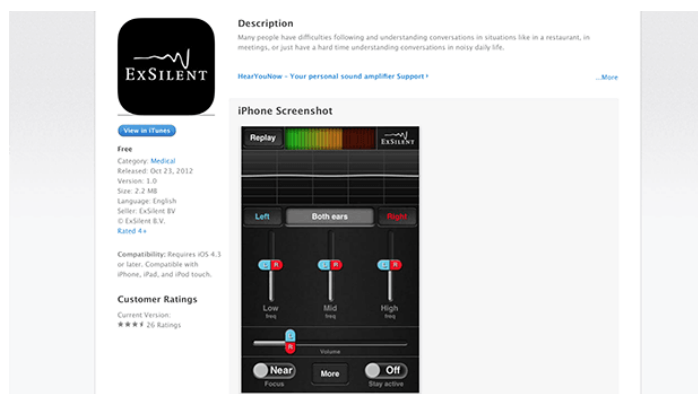 EXSILENT
View in iTunes
Free
Category: Medical
Released: Oct 23, 2012
Version: 1.0
Size: 2.2 MB
Language: English
Seller: ExSilent BV
© ExSilent B.V.
Rated 4+
Compatibility: Requires iOS 4.3
or later. Compatible with
iPhone, iPad, and iPod touch.
Customer Ratings
Current Version:
26 Ratings
Description
Many people have difficulties following and understanding conversations in situations like in a restaurant, in
meetings, or just have a hard time understanding conversations in noisy daily life.
HearYouNow - Your personal sound amplifier Support
...More
iPhone Screenshot
Replay
EXSILENT
Left
Both ears
Right
L R
L R
L R
Low
freq
Mid
freq
High
freq
L
R
Volume
Near
Focus
More
Off
Stay active